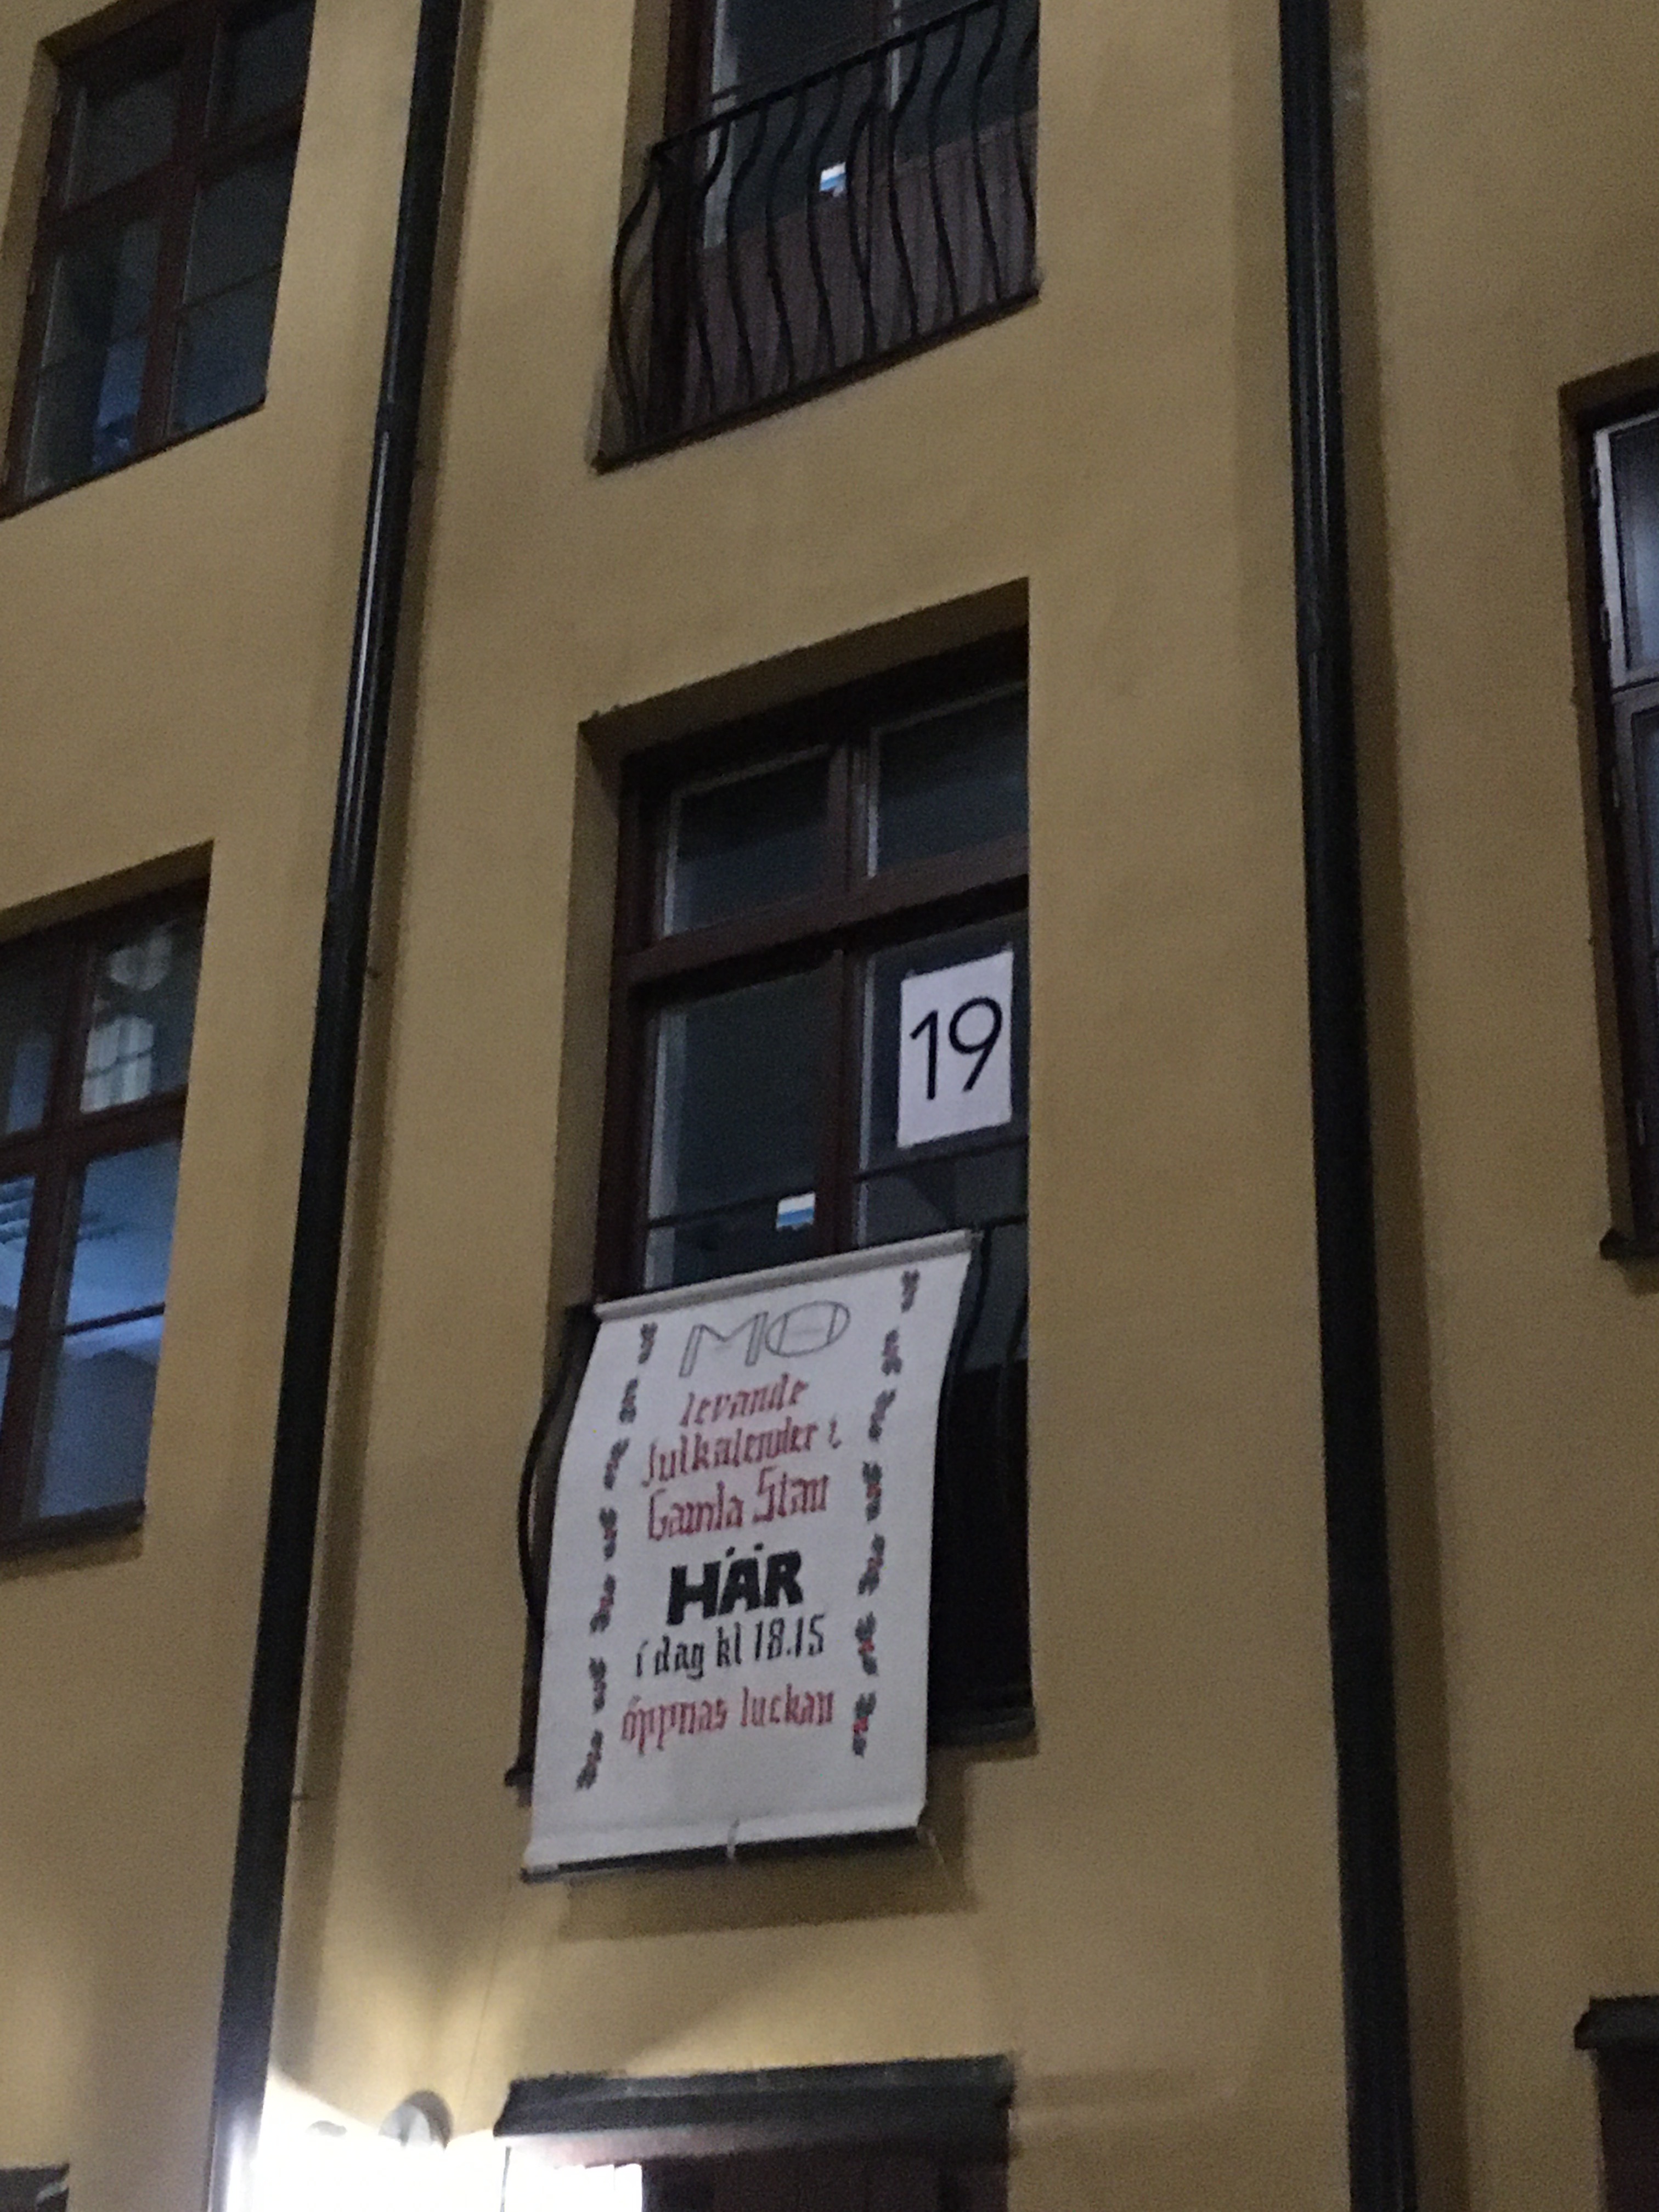 19
MO
levande
Julkalender i
Gamla Stan
HÄR
i dag kl 18.15
öppnas luckan